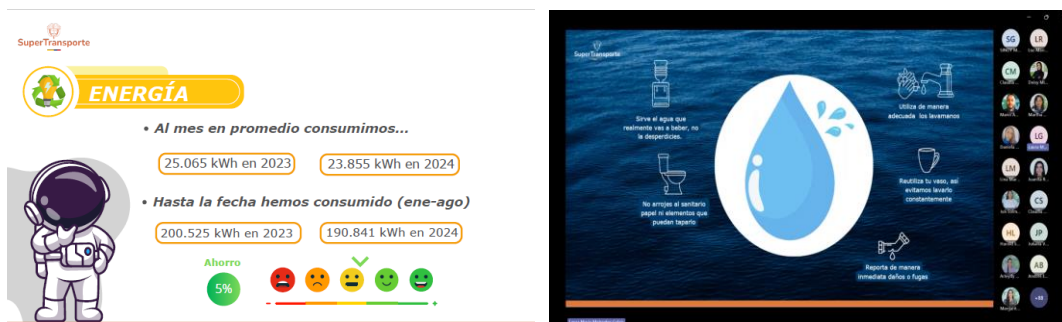 SuperTransporte
ENERGÍA
• Al mes en promedio consumimos...
25.065 kWh en 2023
23.855 kWh en 2024
• Hasta la fecha hemos consumido (ene-ago)
200.525 kWh en 2023
190.841 kWh en 2024
Ahorro
5%
- +
SuperTransporte
Sirve el agua que
realmente vas a beber, no
la desperdicies.
No arrojes al sanitario
papel ni elementos que
puedan taparlo
Utiliza de manera
adecuada los lavamanos
Reutiliza tu vaso, así
evitamos lavarlo
constantemente
Reporta de manera
inmediata daños o fugas
SG
LR
CM
LG
LM
CS
HL
JP
AB